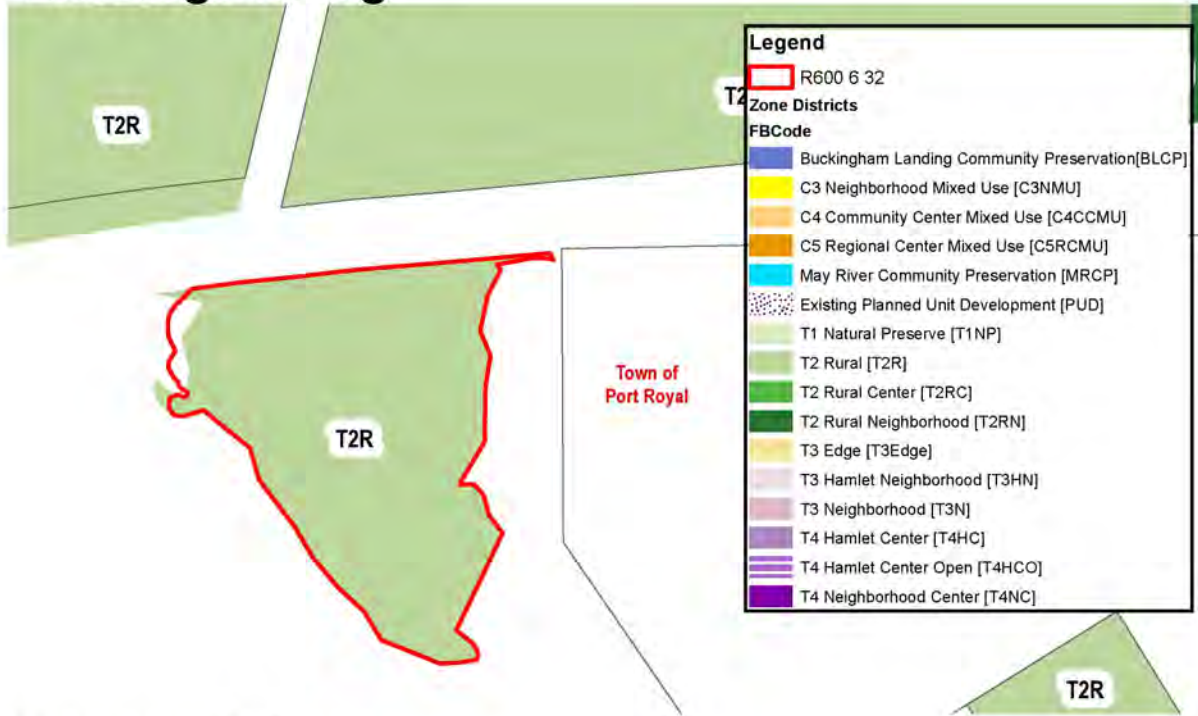 T2R
Legend
R600 6 32
Zone Districts
FBCode
Buckingham Landing Community Preservation[BLCP]
C3 Neighborhood Mixed Use [C3NMU]
C4 Community Center Mixed Use [C4CCMU]
C5 Regional Center Mixed Use [C5RCMU]
May River Community Preservation [MRCP]
Existing Planned Unit Development [PUD]
T1 Natural Preserve [T1NP]
T2 Rural [T2R]
T2 Rural Center [T2RC]
T2 Rural Neighborhood [T2RN]
T3 Edge [T3Edge]
T3 Hamlet Neighborhood [T3HN]
T3 Neighborhood [T3N]
T4 Hamlet Center [T4HC]
T4 Hamlet Center Open [T4HCO]
T4 Neighborhood Center [T4NC]
T2
Town of
Port Royal
T2R
T2R